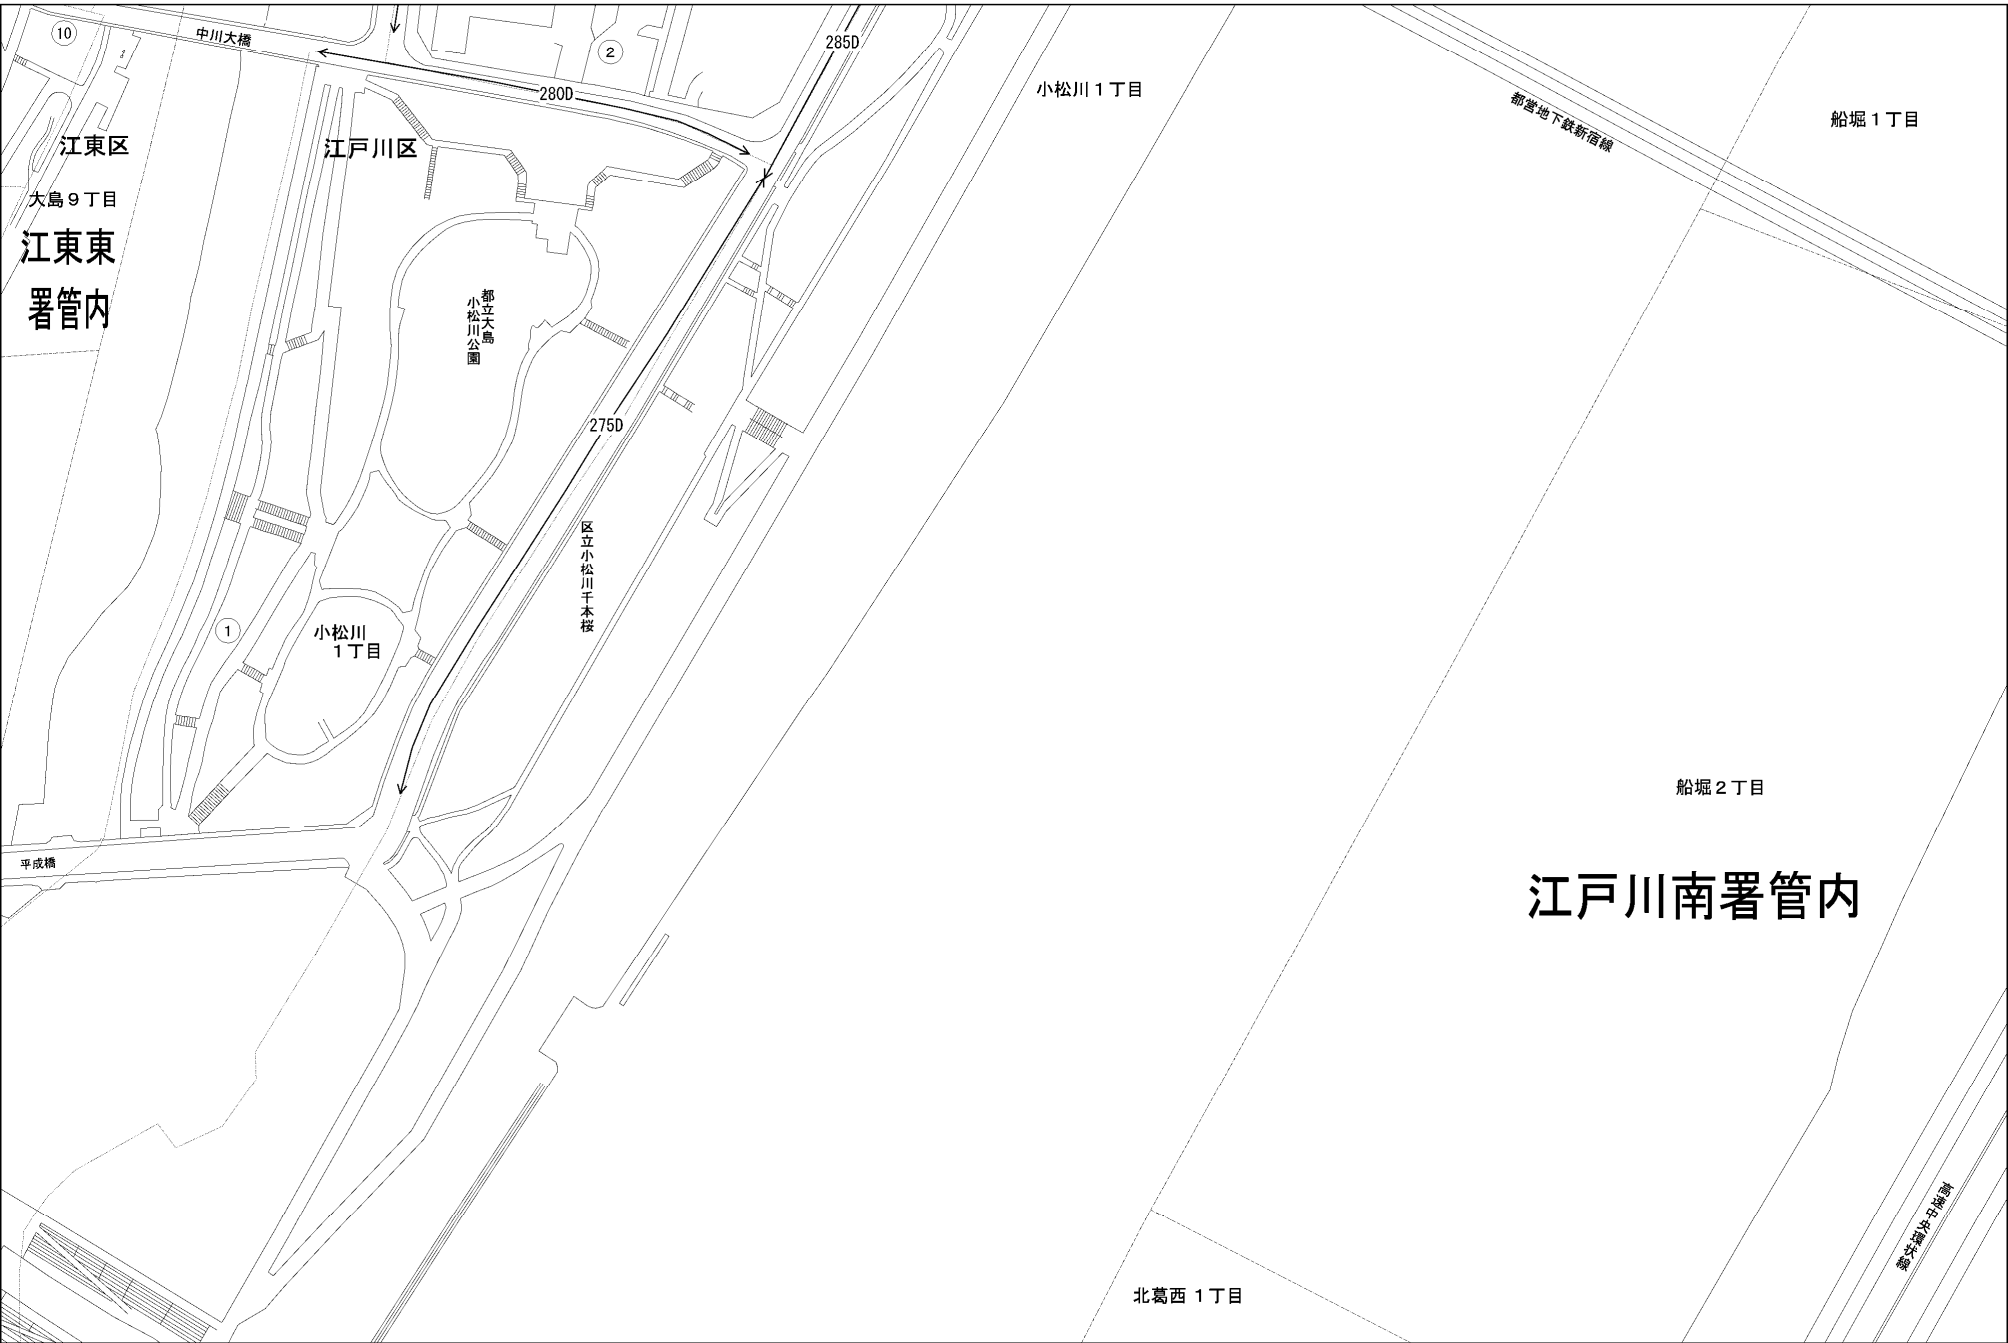 10
中川大橋
2
285D
280D
小松川1丁目
都営地下鉄新宿線
船堀1丁目
江東区
江戸川区
大島9丁目
江東東
署管内
都立大島
小松川公園
275D
区立小松川千本桜
1
小松川
1丁目
船堀2丁目
平成橋
江戸川南署管内
高速中央環状線
北葛西1丁目